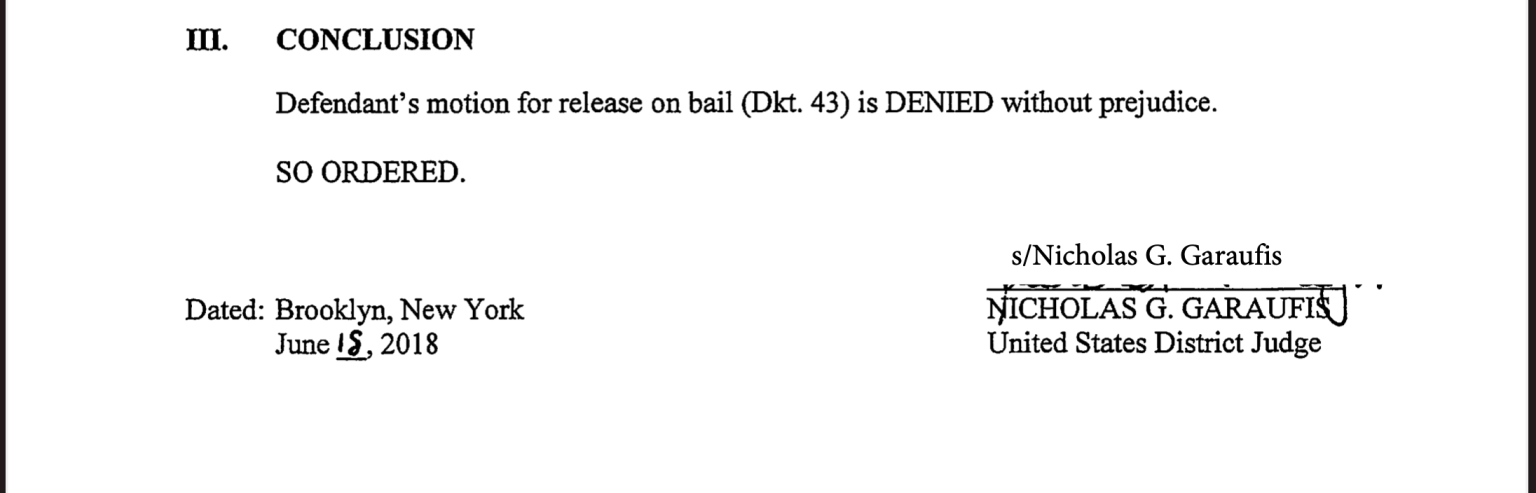 III. CONCLUSION
Defendant’s motion for release on bail (Dkt. 43) is DENIED without prejudice.
SO ORDERED.
s/Nicholas G. Garaufis
Dated: Brooklyn, New York
June 18, 2018
NICHOLAS G. GARAUFIS
United States District Judge